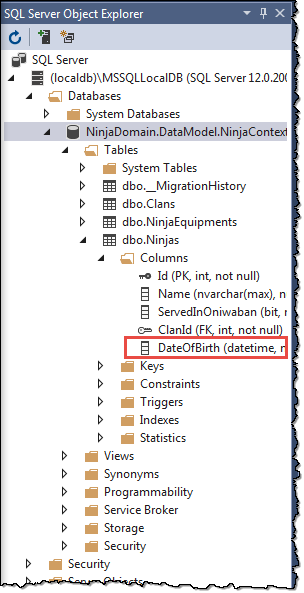 SQL Server Object Explorer
SQL Server
(localdb)\MSSQLLocalDB (SQL Server 12.0.200
Databases
System Databases
NinjaDomain.DataModel.NinjaContext
Tables
System Tables
dbo.__MigrationHistory
dbo.Clans
dbo.NinjaEquipments
dbo.Ninjas
Columns
Id (PK, int, not null)
Name (nvarchar(max), n
ServedInOniwaban (bit, n
ClanId (FK, int, not null)
DateOfBirth (datetime, n
Keys
Constraints
Triggers
Indexes
Statistics
Views
Synonyms
Programmability
Service Broker
Storage
Security
Security
Server Objects